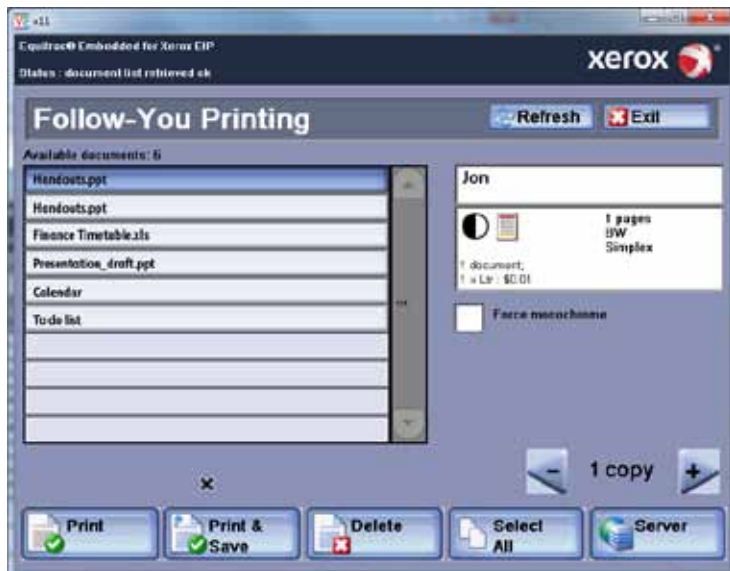 x11
Equitrac® Embedded for Xerox EIP
Status : document list retrieved ok
xerox
Follow-You Printing
Refresh
Exit
Available documents: 6
Handouts.ppt
Handouts.ppt
Finance Timetable.xls
Presentation_draft.ppt
Calendar
To do list
Jon
1 pages
BW
Simplex
1 document,
1 x Ltr : $0.01
Force monochrome
1 copy
Print
Print &
Save
Delete
Select
All
Server